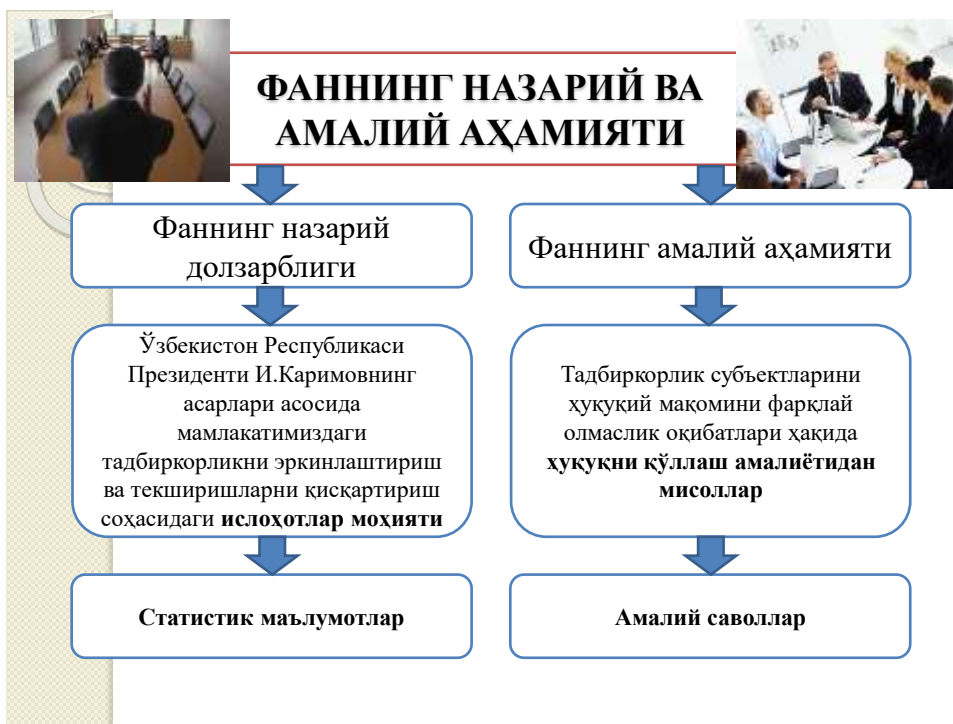 ФАННИНГ НАЗАРИЙ ВА
АМАЛИЙ АҲАМИЯТИ
Фаннинг назарий
долзарблиги
Ўзбекистон Республикаси
Президенти И.Каримовнинг
асарлари асосида
мамлакатимиздаги
тадбиркорликни эркинлаштириш
ва текширишларни қисқартириш
соҳасидаги ислоҳотлар моҳияти
Статистик маълумотлар
Фаннинг амалий аҳамияти
Тадбиркорлик субъектларини
ҳуқуқий мақомини фарқлай
олмаслик оқибатлари ҳақида
ҳуқуқни қўллаш амалиётидан
мисоллар
Амалий саволлар